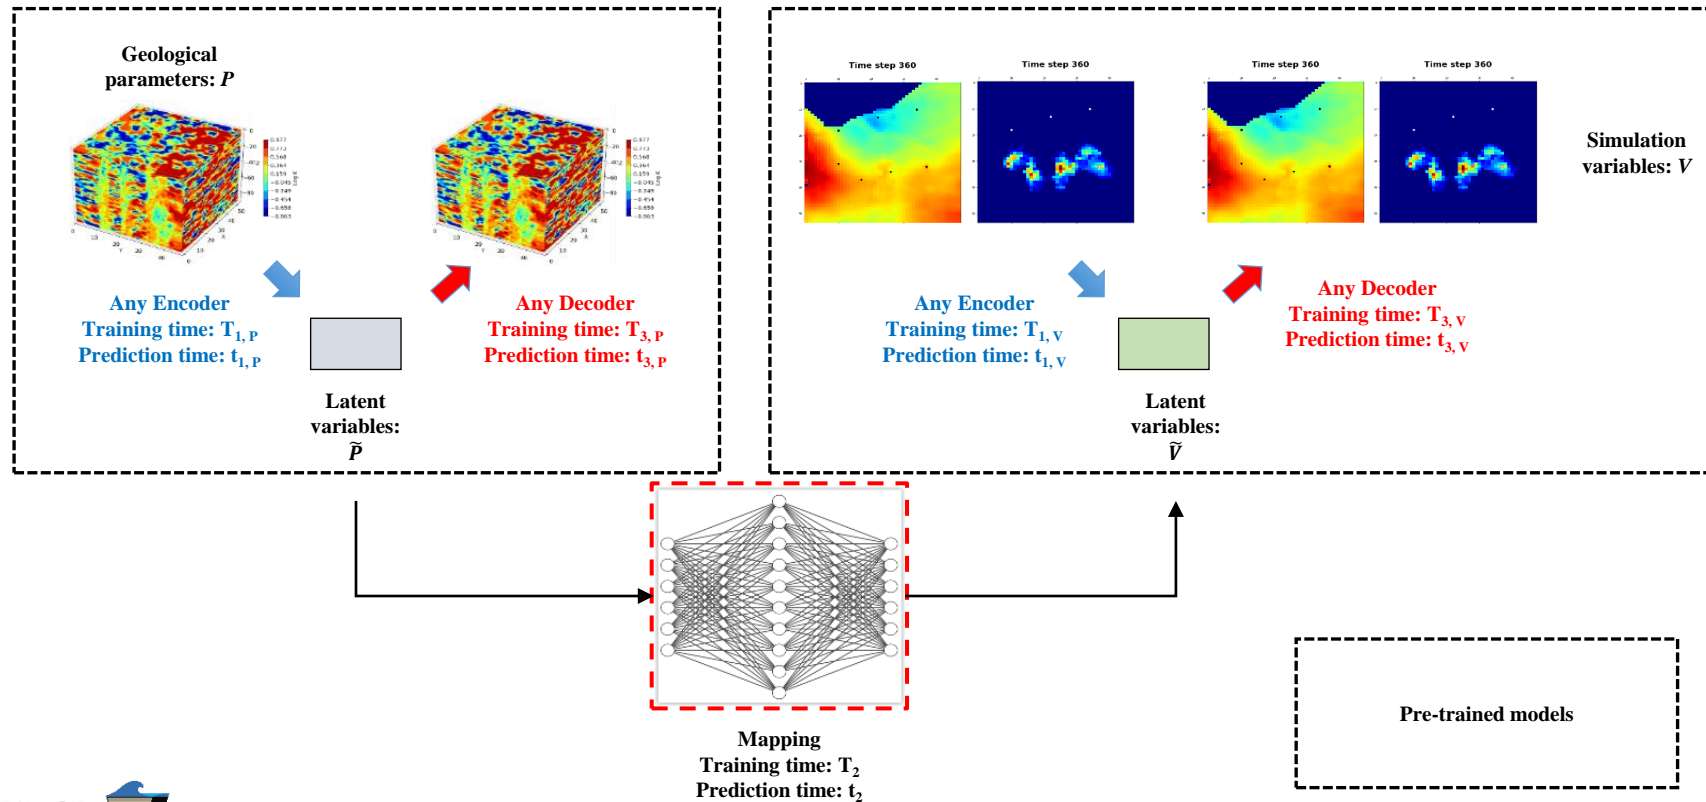 Geological
parameters: P
Any Encoder
Training time: T1, P
Prediction time: t1, P
Any Decoder
Training time: T3, P
Prediction time: t3, P
Latent
variables:
P̃
Time step 360
Time step 360
Time step 360
Time step 360
Simulation
variables: V
Any Encoder
Training time: T1, V
Prediction time: t1, V
Any Decoder
Training time: T3, V
Prediction time: t3, V
Latent
variables:
Ṽ
Mapping
Training time: T2
Prediction time: t2
Pre-trained models